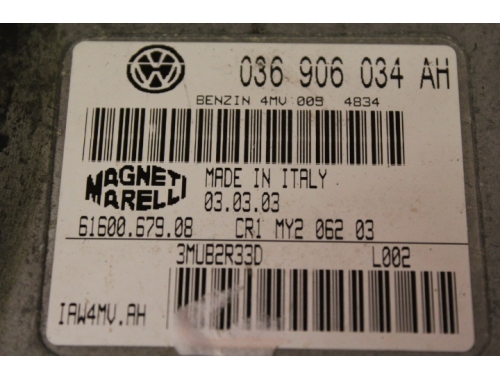 036 906 034 AH
BENZIN 4MV 009 4834
MAGNETI MARELLI
MADE IN ITALY
03.03.03
61600.679.08 CR1 MY2 062 03
3MUB2R33D L002
IAW4MV.AH